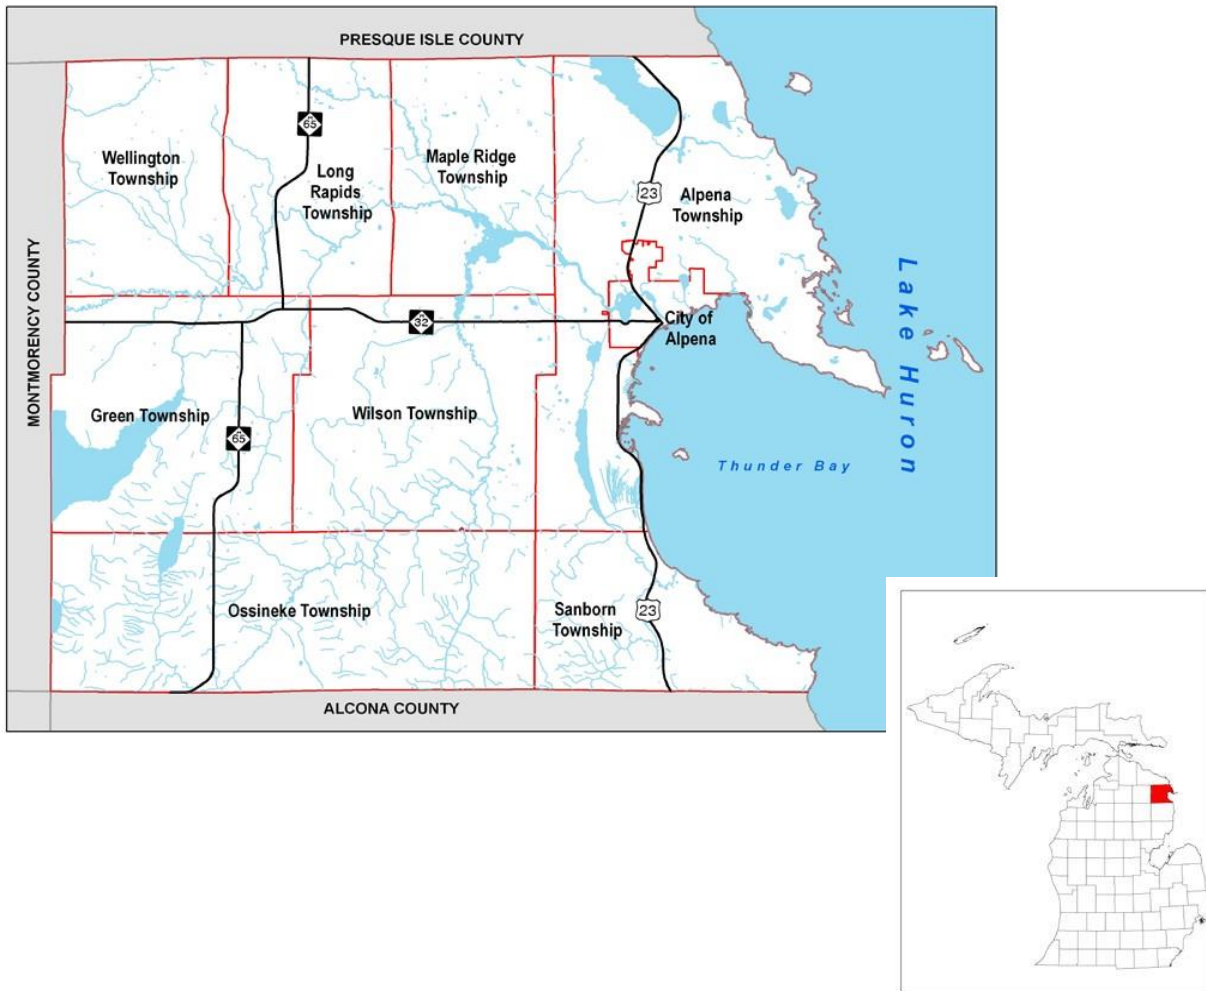 PRESQUE ISLE COUNTY
65
Wellington
Township
Long
Rapids
Township
Maple Ridge
Township
23
Alpena
Township
MONTMORENCY COUNTY
32
City of
Alpena
Lake Huron
Green Township
65
Wilson Township
Thunder Bay
Ossineke Township
Sanborn
Township
23
ALCONA COUNTY